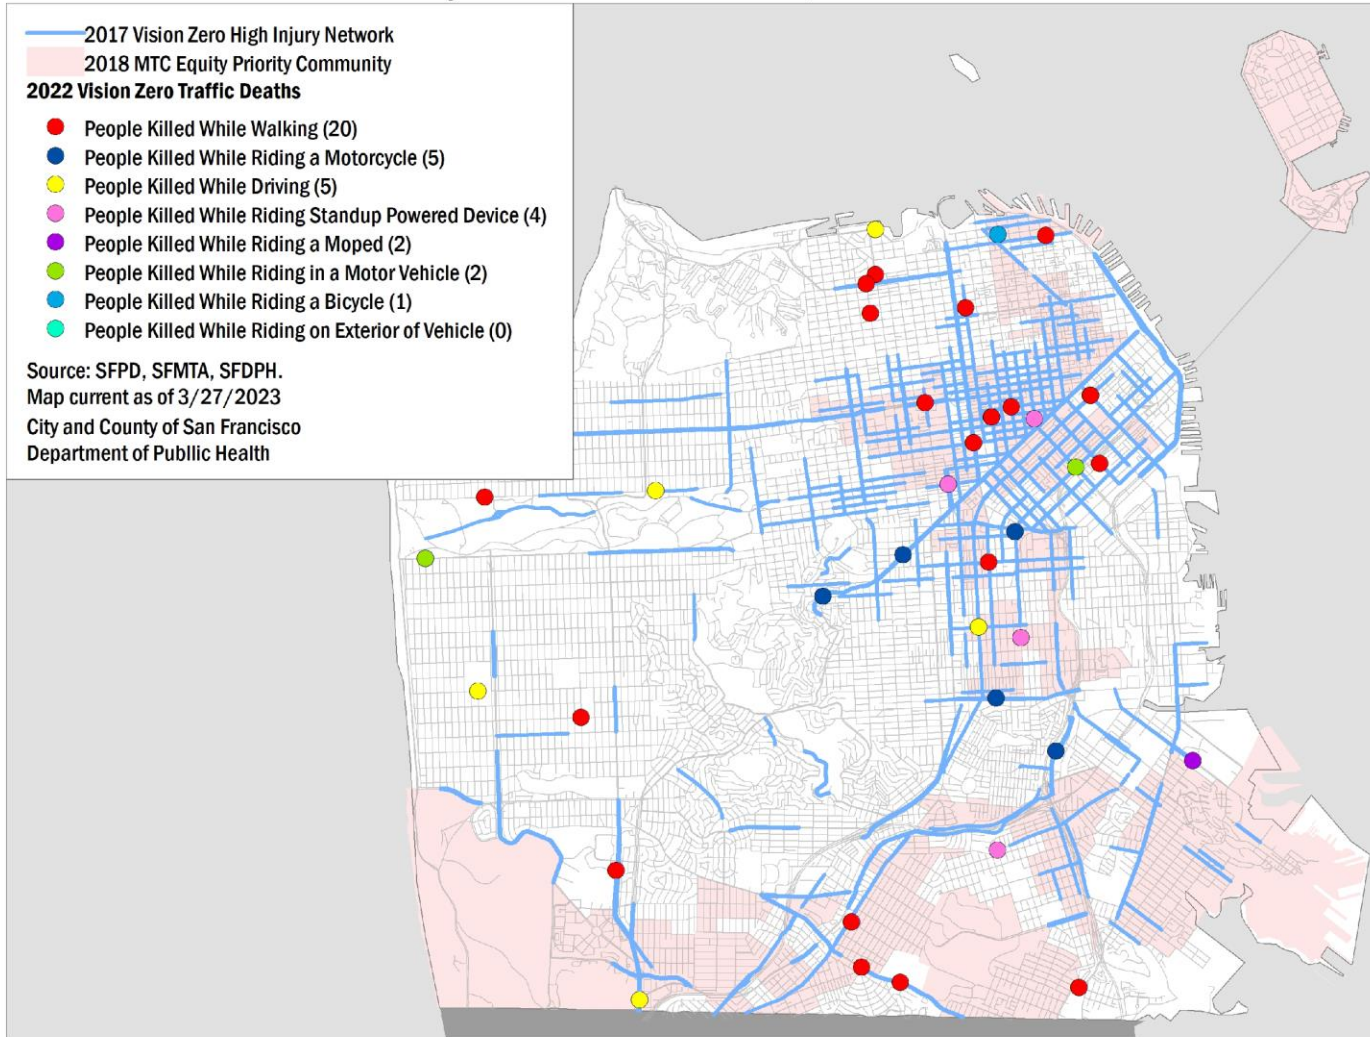 2017 Vision Zero High Injury Network
2018 MTC Equity Priority Community
2022 Vision Zero Traffic Deaths
People Killed While Walking (20)
People Killed While Riding a Motorcycle (5)
People Killed While Driving (5)
People Killed While Riding Standup Powered Device (4)
People Killed While Riding a Moped (2)
People Killed While Riding in a Motor Vehicle (2)
People Killed While Riding a Bicycle (1)
People Killed While Riding on Exterior of Vehicle (0)
Source: SFPD, SFMTA, SFDPH.
Map current as of 3/27/2023
City and County of San Francisco
Department of Publlic Health